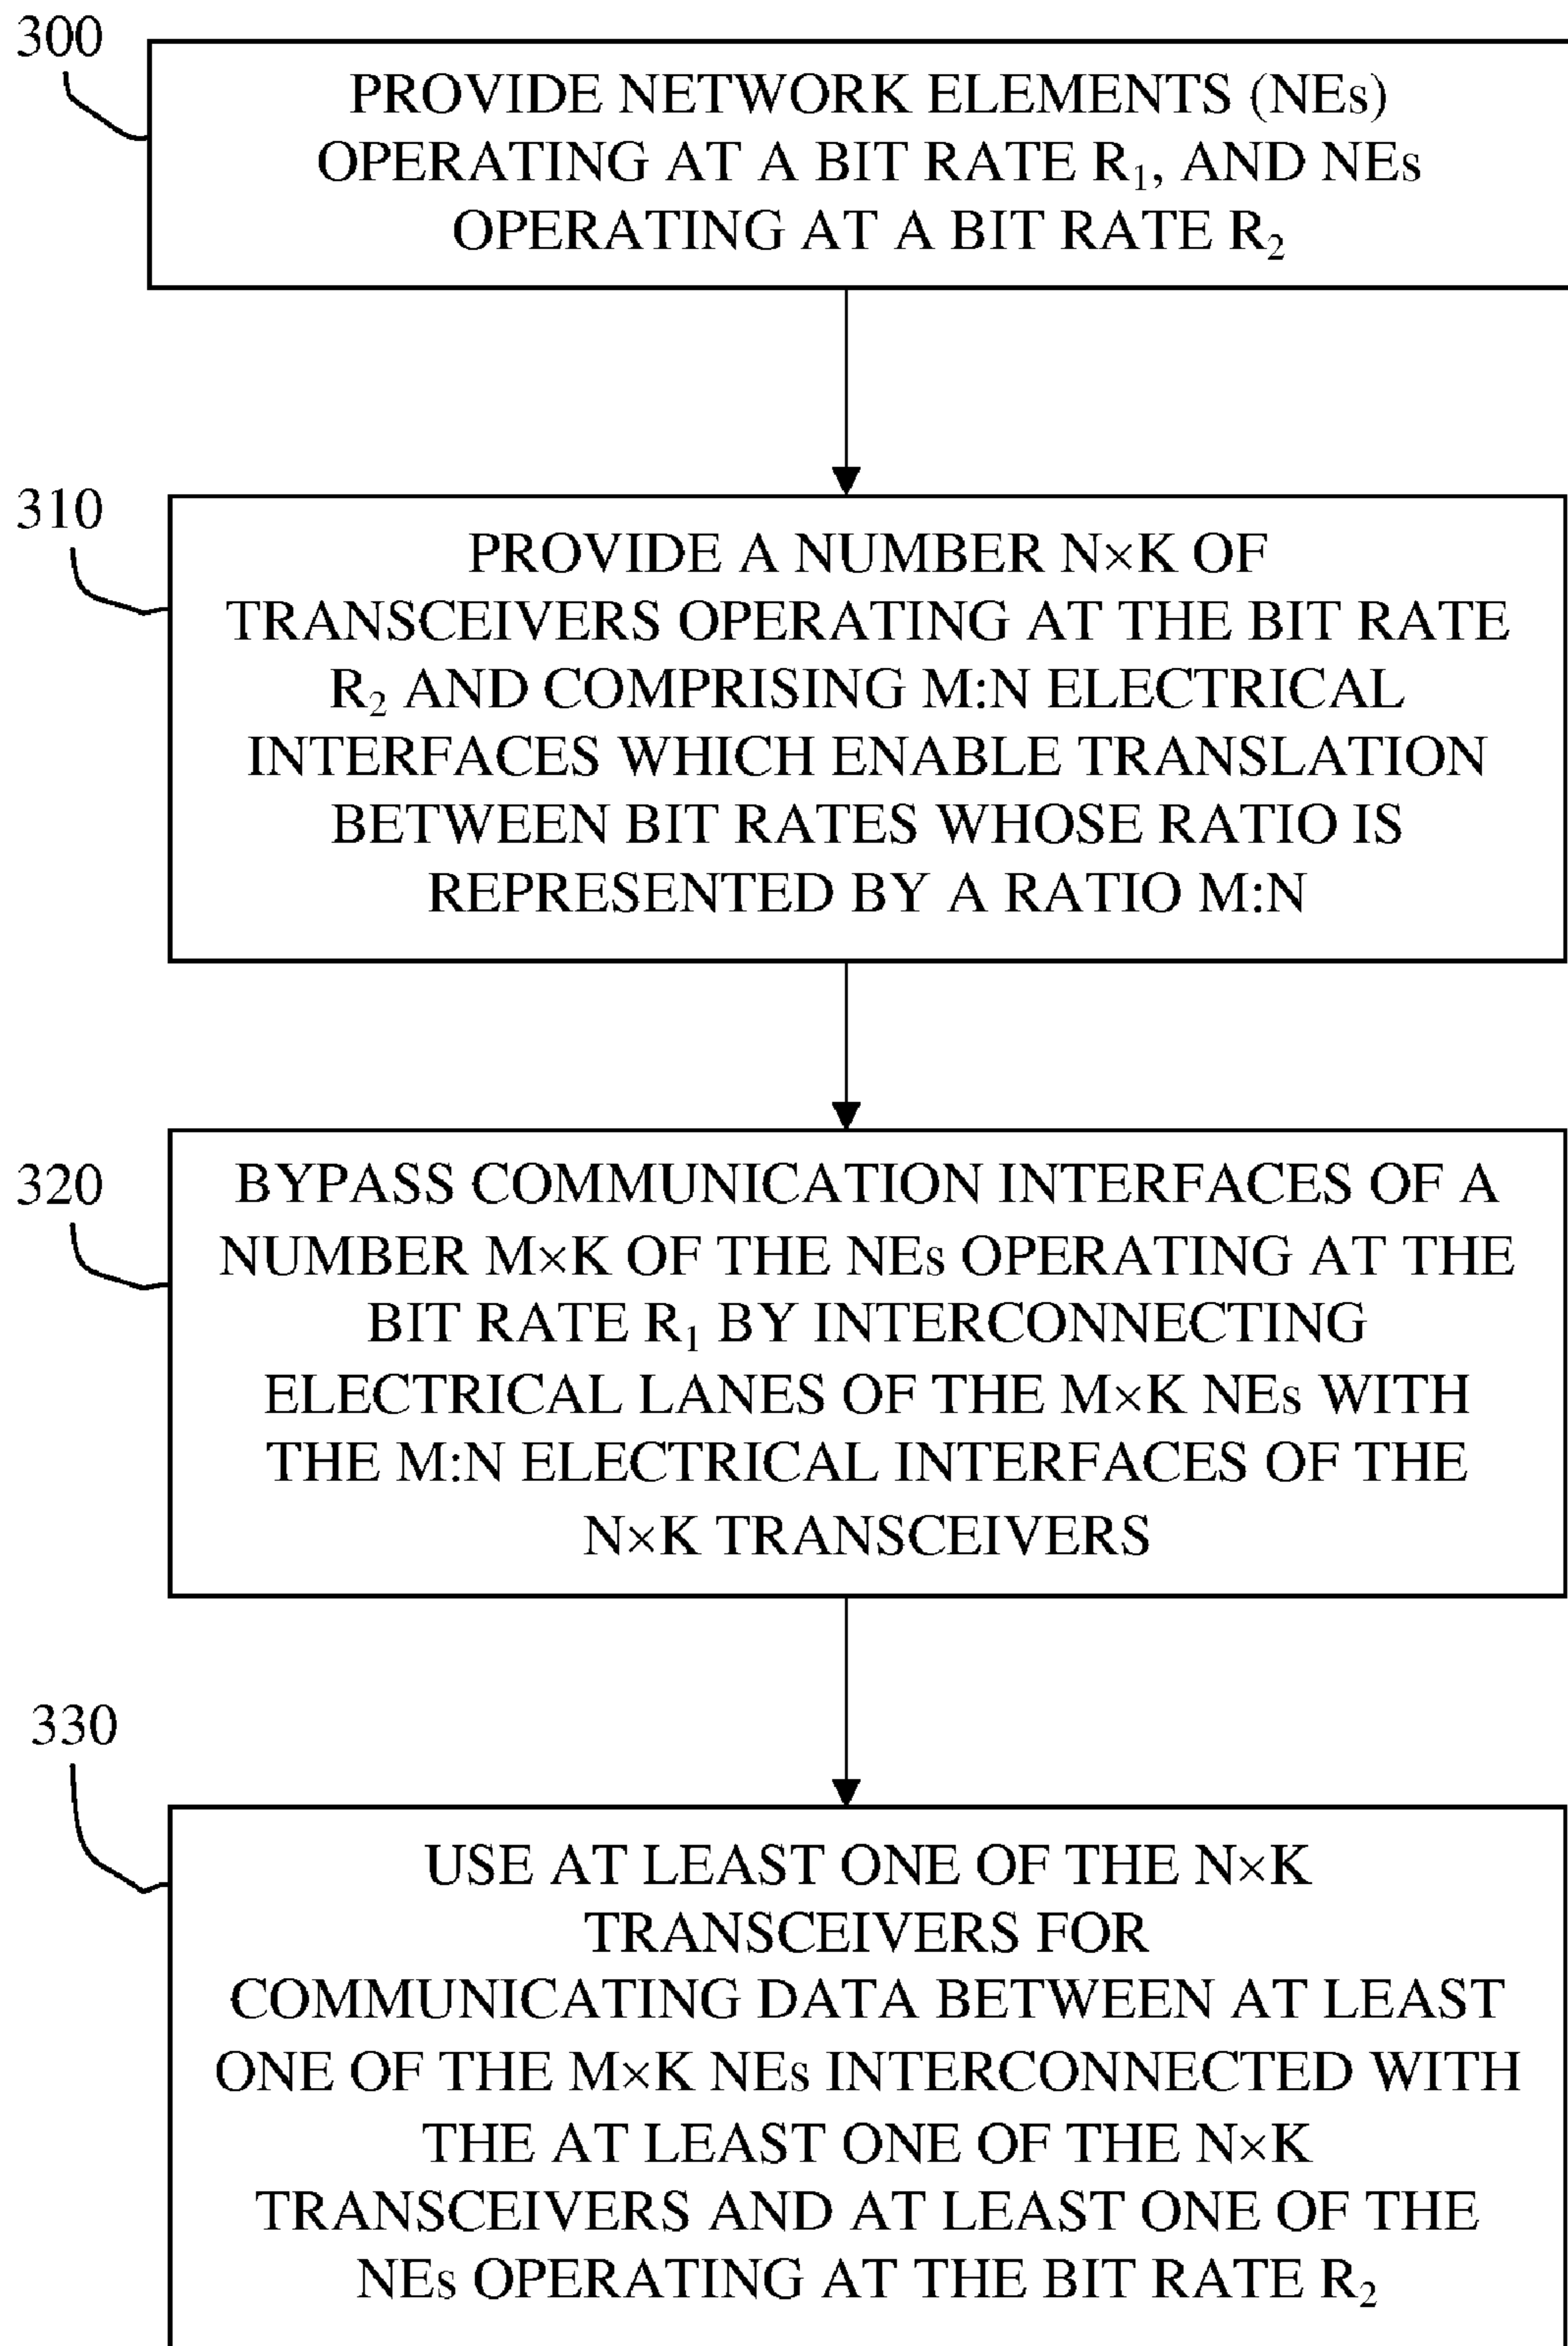 300
PROVIDE NETWORK ELEMENTS (NEs)
OPERATING AT A BIT RATE R₁, AND NEs
OPERATING AT A BIT RATE R₂
310
PROVIDE A NUMBER N×K OF
TRANSCEIVERS OPERATING AT THE BIT RATE
R₂ AND COMPRISING M:N ELECTRICAL
INTERFACES WHICH ENABLE TRANSLATION
BETWEEN BIT RATES WHOSE RATIO IS
REPRESENTED BY A RATIO M:N
320
BYPASS COMMUNICATION INTERFACES OF A
NUMBER M×K OF THE NEs OPERATING AT THE
BIT RATE R₁ BY INTERCONNECTING
ELECTRICAL LANES OF THE M×K NEs WITH
THE M:N ELECTRICAL INTERFACES OF THE
N×K TRANSCEIVERS
330
USE AT LEAST ONE OF THE N×K
TRANSCEIVERS FOR
COMMUNICATING DATA BETWEEN AT LEAST
ONE OF THE M×K NEs INTERCONNECTED WITH
THE AT LEAST ONE OF THE N×K
TRANSCEIVERS AND AT LEAST ONE OF THE
NEs OPERATING AT THE BIT RATE R₂